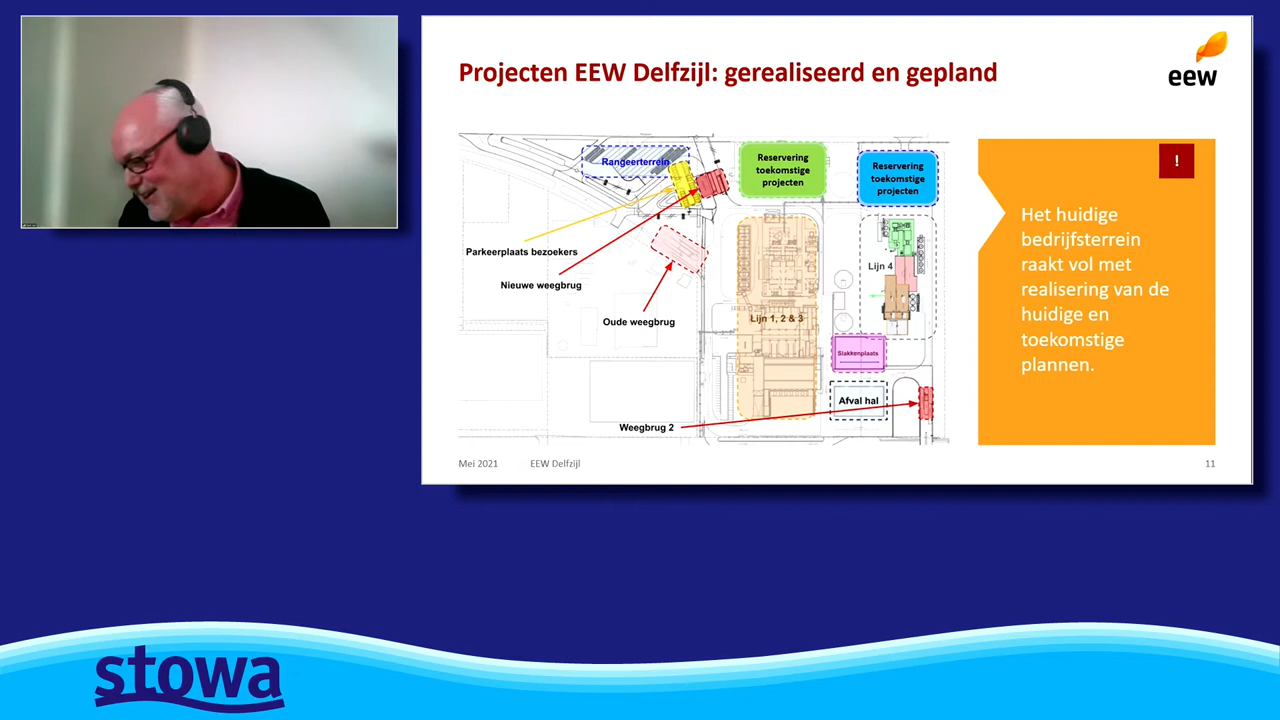 Projecten EEW Delfzijl: gerealiseerd en gepland
eew
Rangeerterrein
Reservering
toekomstige
projecten
Reservering
toekomstige
projecten
!
Het huidige
bedrijfsterrein
raakt vol met
realisering van de
huidige en
toekomstige
plannen.
Parkeerplaats bezoekers
Nieuwe weegbrug
Oude weegbrug
Lijn 4
Lijn 1, 2 & 3
Slakkenplaats
Afval hal
Weegbrug 2
Mei 2021
EEW Delfzijl
11
stowa